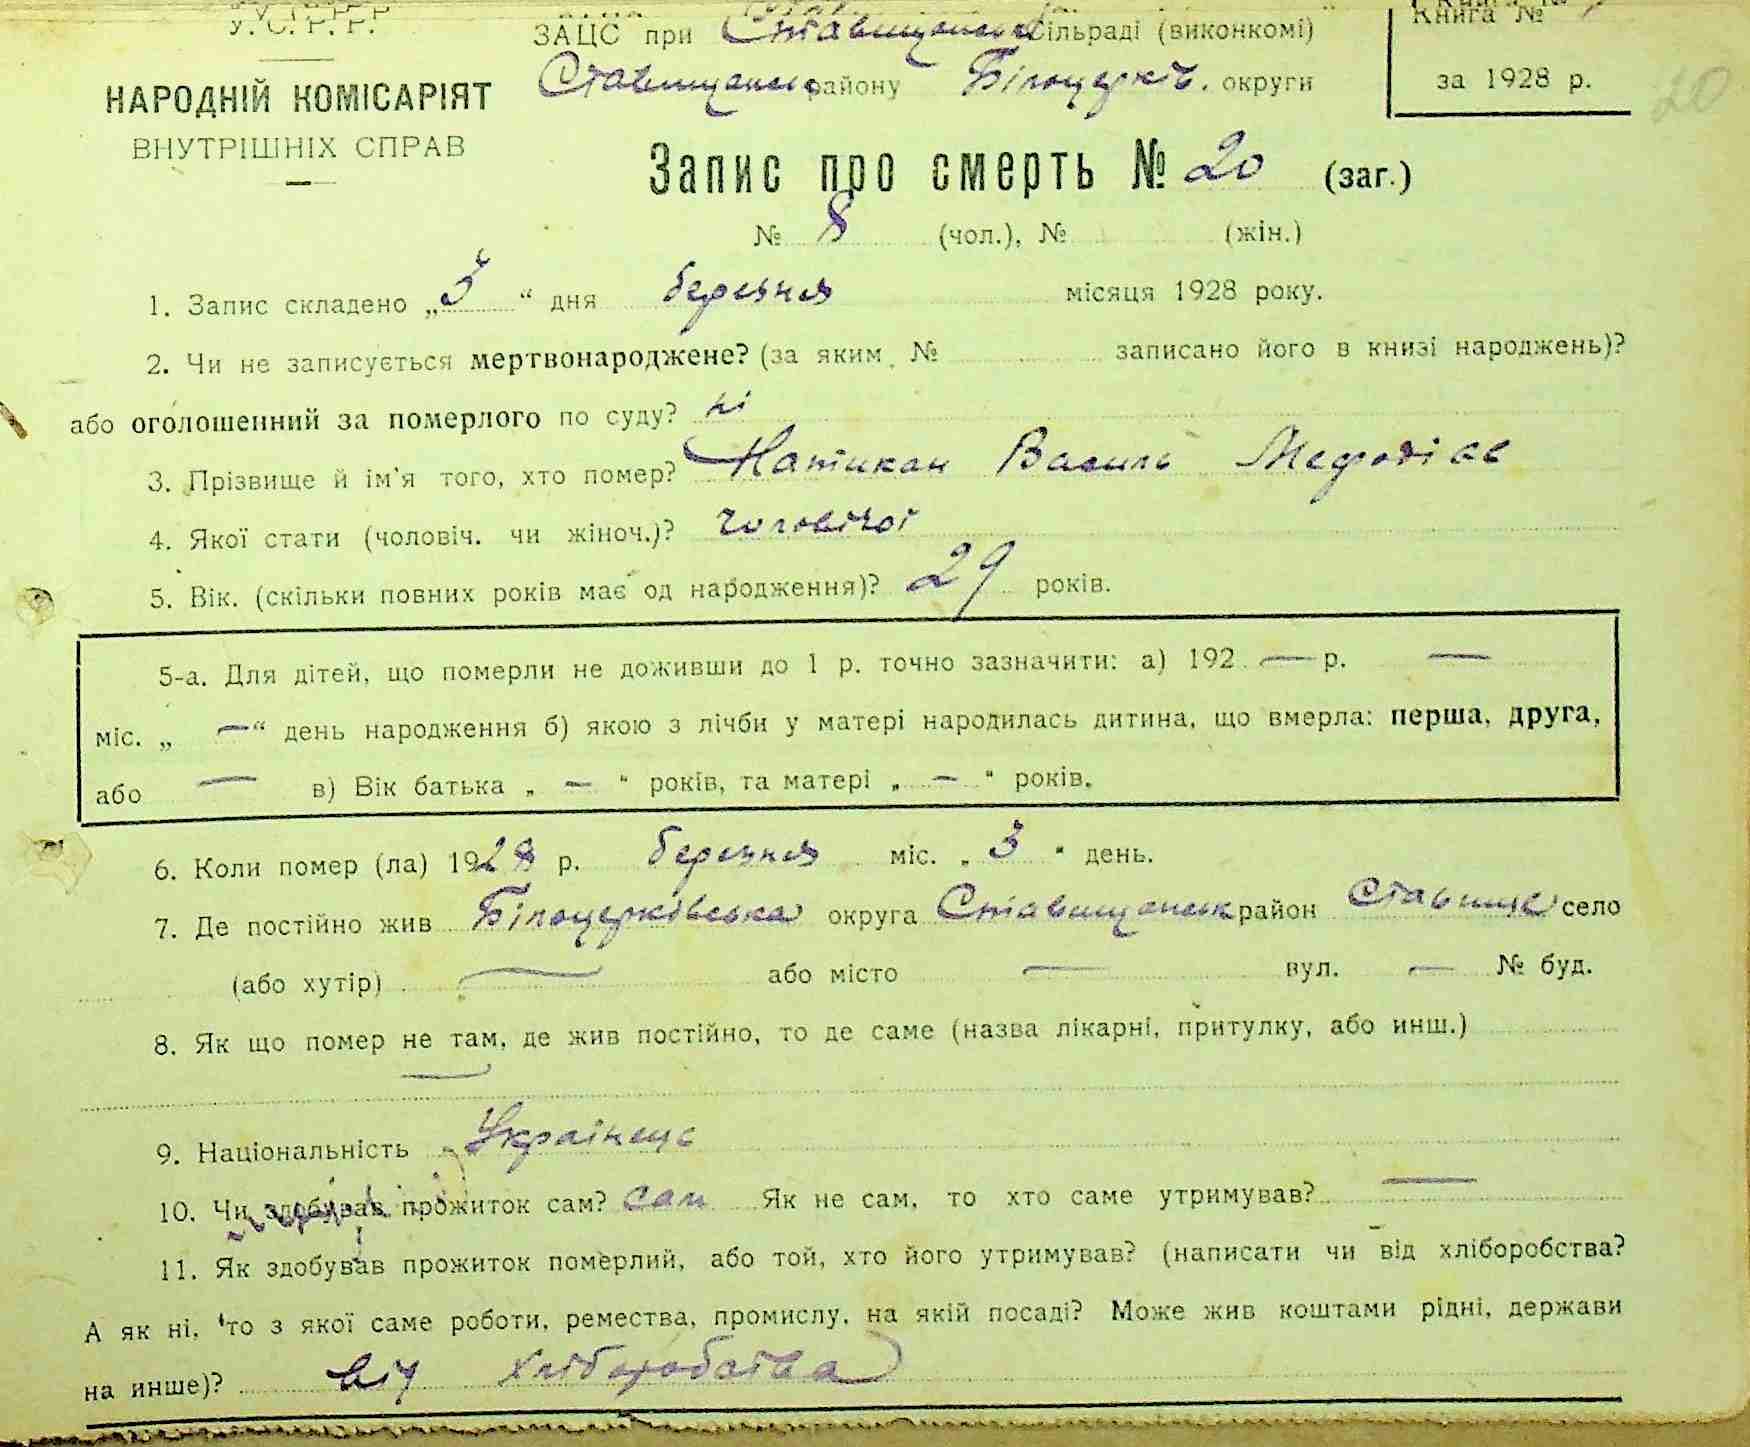 У. С. Р. Р.
НАРОДНІЙ КОМІСАРІЯТ
ВНУТРІШНІХ СПРАВ
ЗАЦС при Ставищанськ сільраді (виконкомі)
Ставищанськ району Білоцерків. округи
Книга №
за 1928 р.
20
Запис про смерть № 20 (заг.)
№ 8 (чол.), № (жін.)
1. Запис складено „3“ дня березня місяця 1928 року.
2. Чи не записується мертвонароджене? (за яким № записано його в книзі народжень)?
або оголошенний за померлого по суду? ні
3. Прізвище й ім'я того, хто помер? Натикан Василь Мефодіев
4. Якої стати (чоловіч. чи жіноч.)? чоловічої
5. Вік. (скільки повних років має од народження)? 29 років.
5-а. Для дітей, що померли не доживши до 1 р. точно зазначити: а) 192 — р. —
міс. „ — “ день народження б) якою з лічби у матері народилась дитина, що вмерла: перша, друга,
або — в) Вік батька „ — “ років, та матері „ — “ років.
6. Коли помер (ла) 1928 р. березня міс. „ 3 “ день.
7. Де постійно жив Білоцерківська округа Ставищанськ район Ставище село
(або хутір) — або місто — вул. — № буд.
8. Як що помер не там, де жив постійно, то де саме (назва лікарні, притулку, або инш.)
—
9. Національність Українець
10. Чи здобував прожиток сам? сам Як не сам, то хто саме утримував? —
11. Як здобував прожиток померлий, або той, хто його утримував? (написати чи від хліборобства?
А як ні, то з якої саме роботи, ремества, промислу, на якій посаді? Може жив коштами рідні, держави
на инше)? від хліборобства